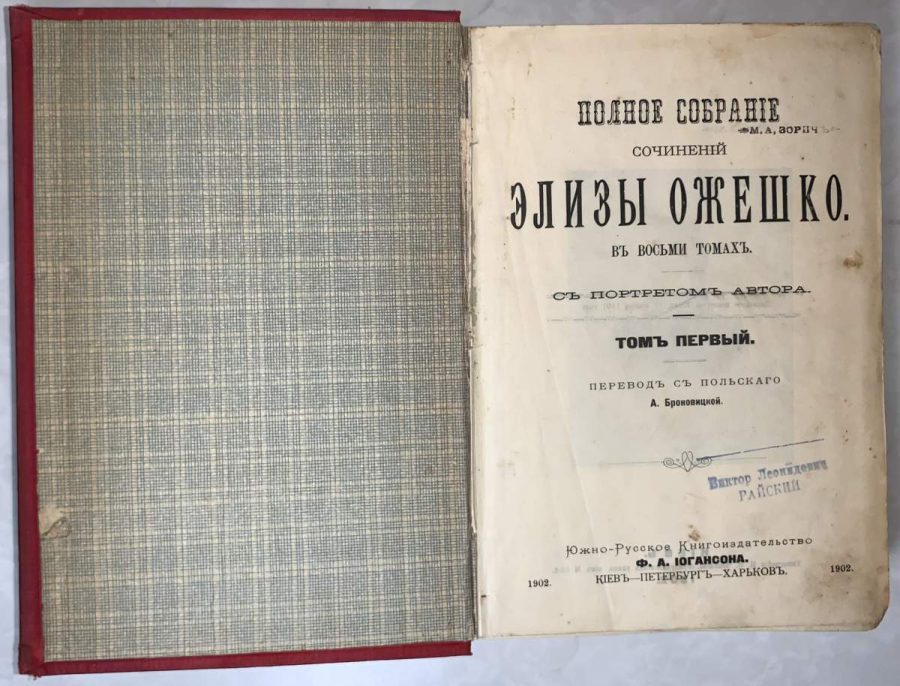 ПОЛНОЕ СОБРАНІЕ
М. А, ЗОРИЧЪ
СОЧИНЕНІЙ
ЭЛИЗЫ ОЖЕШКО.
ВЪ ВОСЬМИ ТОМАХЪ.
СЪ ПОРТРЕТОМЪ АВТОРА.
ТОМЪ ПЕРВЫЙ.
ПЕРЕВОДЪ СЪ ПОЛЬСКАГО
А. Броновицкой.
Виктор Леонидович
РАЙСКИЙ
Южно-Русское Книгоиздательство
Ф. А. ІОГАНСОНА.
1902. КІЕВЪ—ПЕТЕРБУРГЪ—ХАРЬКОВЪ. 1902.